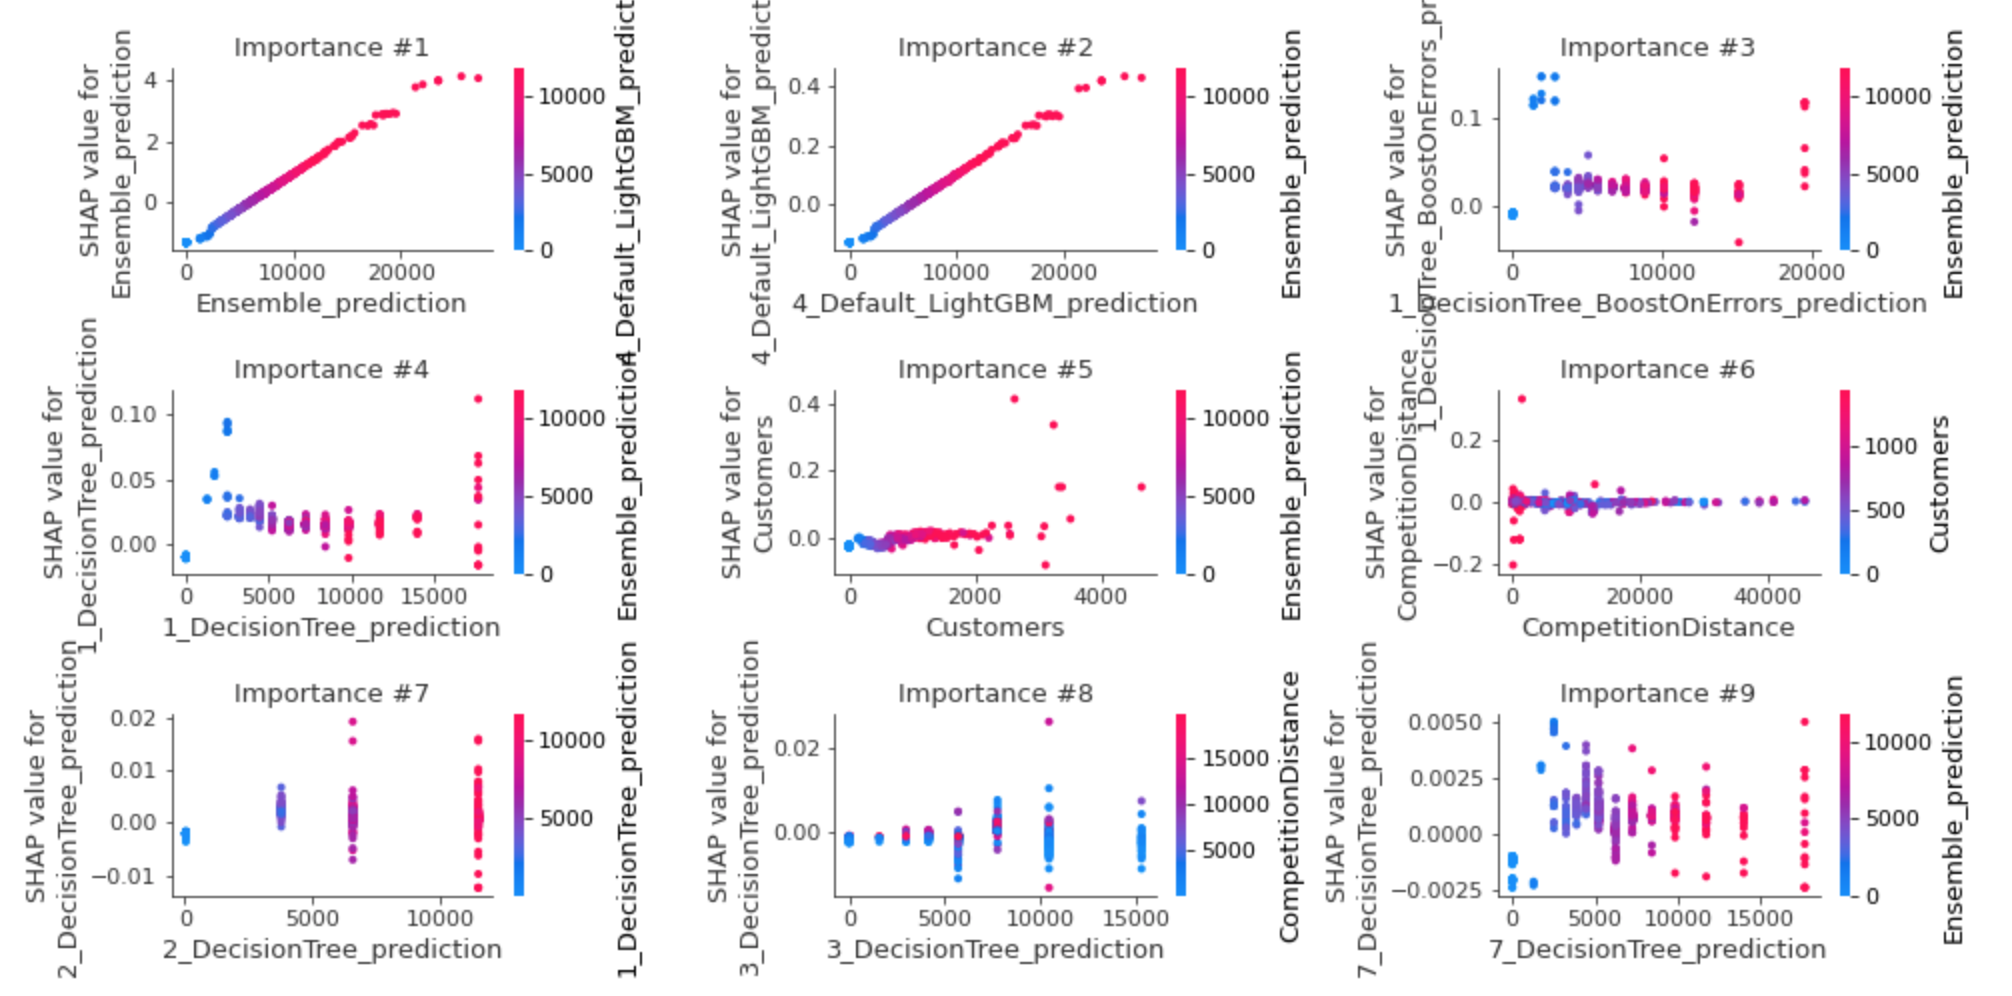 Importance #1
SHAP value for
Ensemble_prediction
4
2
0
0
10000
20000
Ensemble_prediction
10000
5000
0
4_Default_LightGBM_predict
Importance #2
SHAP value for
4_Default_LightGBM_predict
0.4
0.2
0.0
0
10000
20000
4_Default_LightGBM_prediction
10000
5000
0
Ensemble_prediction
Importance #3
SHAP value for
1_DecisionTree_BoostOnErrors_pr
0.1
0.0
0
10000
20000
1_DecisionTree_BoostOnErrors_prediction
10000
5000
0
Ensemble_prediction
Importance #4
SHAP value for
1_DecisionTree_prediction
0.10
0.05
0.00
0
5000
10000
15000
1_DecisionTree_prediction
10000
5000
0
Ensemble_prediction
Importance #5
SHAP value for
Customers
0.4
0.2
0.0
0
2000
4000
Customers
10000
5000
0
Ensemble_prediction
Importance #6
SHAP value for
CompetitionDistance
0.2
0.0
−0.2
0
20000
40000
CompetitionDistance
1000
500
0
Customers
Importance #7
SHAP value for
2_DecisionTree_prediction
0.02
0.01
0.00
−0.01
0
5000
10000
2_DecisionTree_prediction
10000
5000
1_DecisionTree_prediction
Importance #8
SHAP value for
3_DecisionTree_prediction
0.02
0.00
0
5000
10000
15000
3_DecisionTree_prediction
15000
10000
5000
CompetitionDistance
Importance #9
SHAP value for
7_DecisionTree_prediction
0.0050
0.0025
0.0000
−0.0025
0
5000
10000
15000
7_DecisionTree_prediction
10000
5000
0
Ensemble_prediction